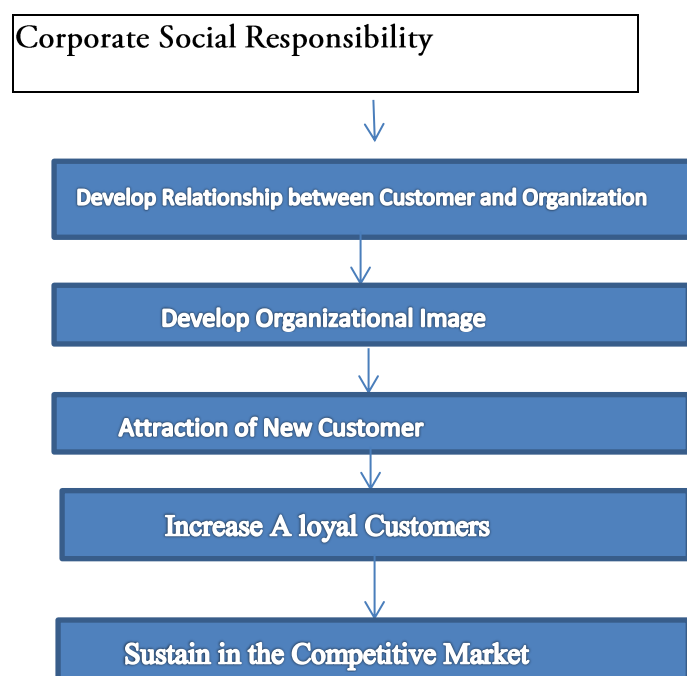 Corporate Social Responsibility
Develop Relationship between Customer and Organization
Develop Organizational Image
Attraction of New Customer
Increase A loyal Customers
Sustain in the Competitive Market